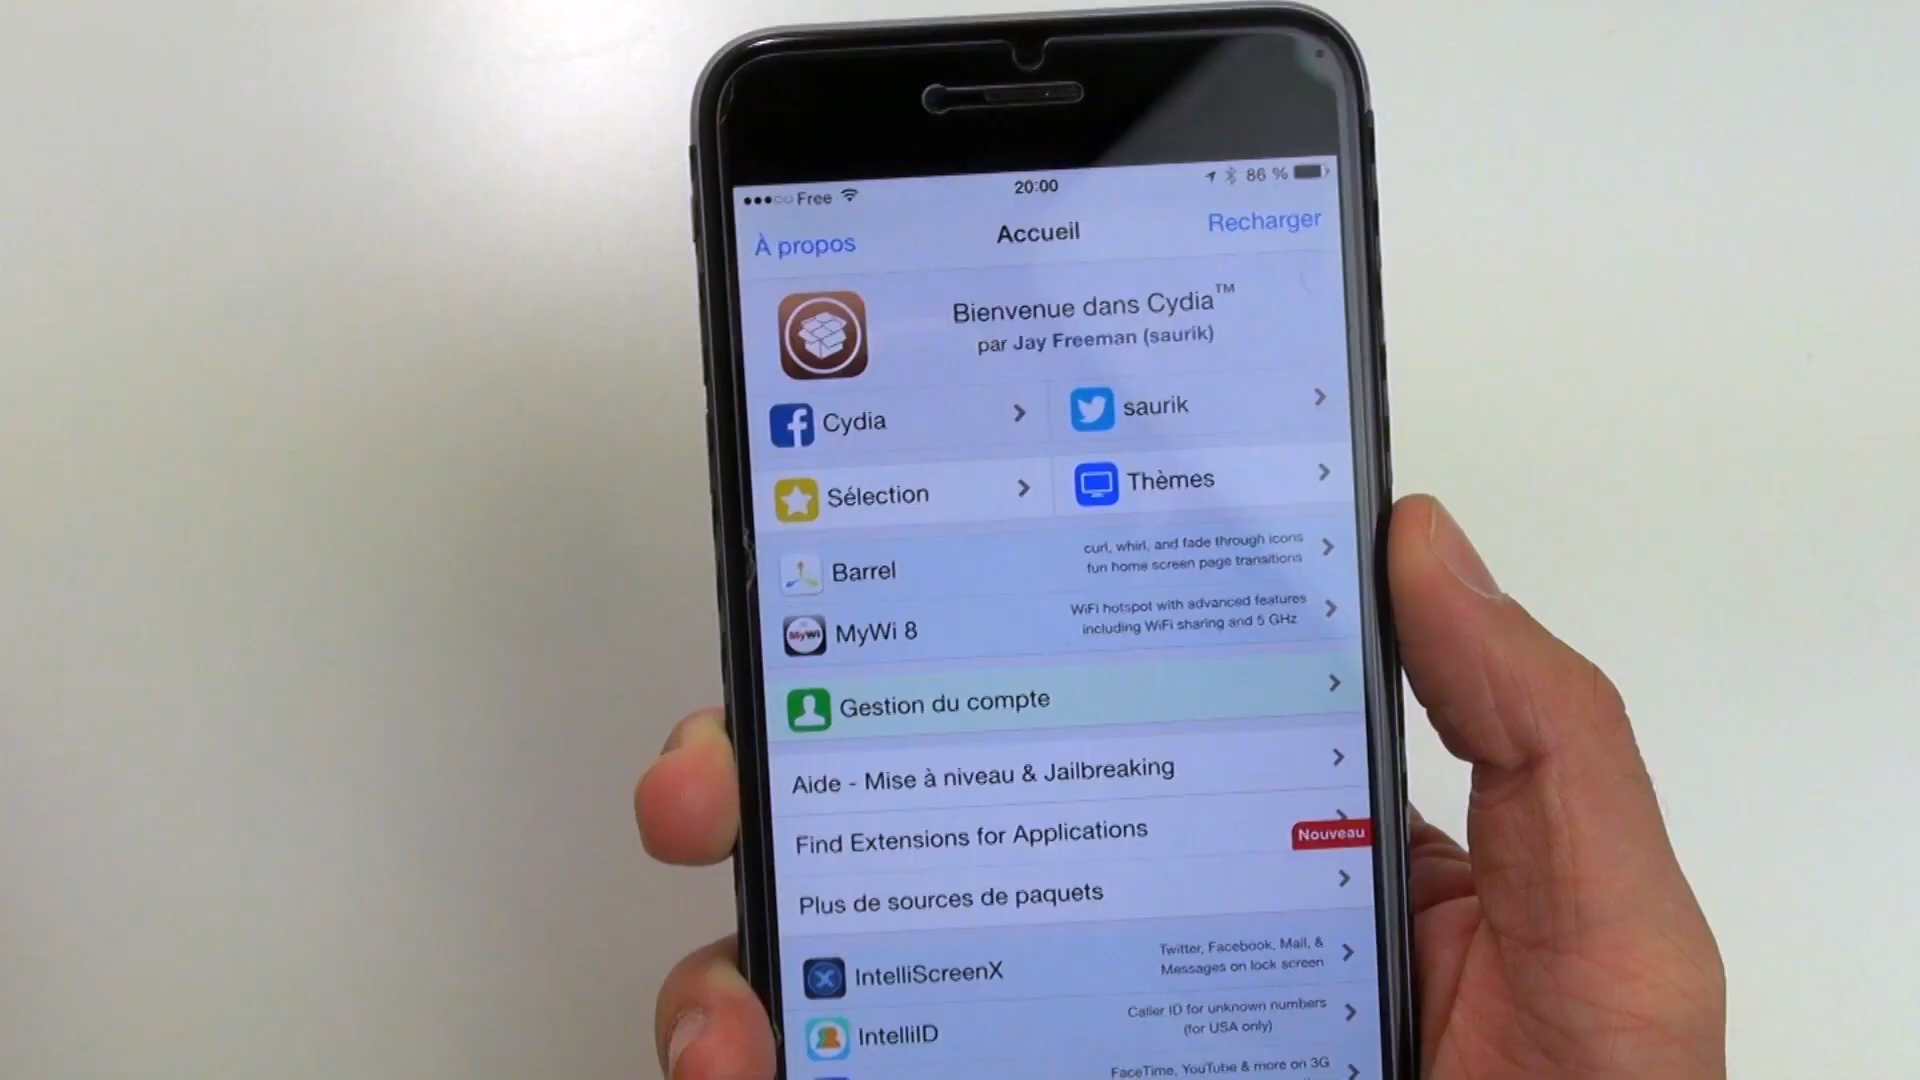 Free 20:00 86 %
À propos Accueil Recharger
Bienvenue dans Cydia™
par Jay Freeman (saurik)
Cydia saurik
Sélection Thèmes
Barrel
curl, whirl, and fade through icons
fun home screen page transitions
MyWi 8
WiFi hotspot with advanced features
including WiFi sharing and 5 GHz
Gestion du compte
Aide - Mise à niveau & Jailbreaking
Find Extensions for Applications
Nouveau
Plus de sources de paquets
IntelliScreenX
Twitter, Facebook, Mail, &
Messages on lock screen
IntelliID
Caller ID for unknown numbers
(for USA only)
FaceTime, YouTube & more on 3G